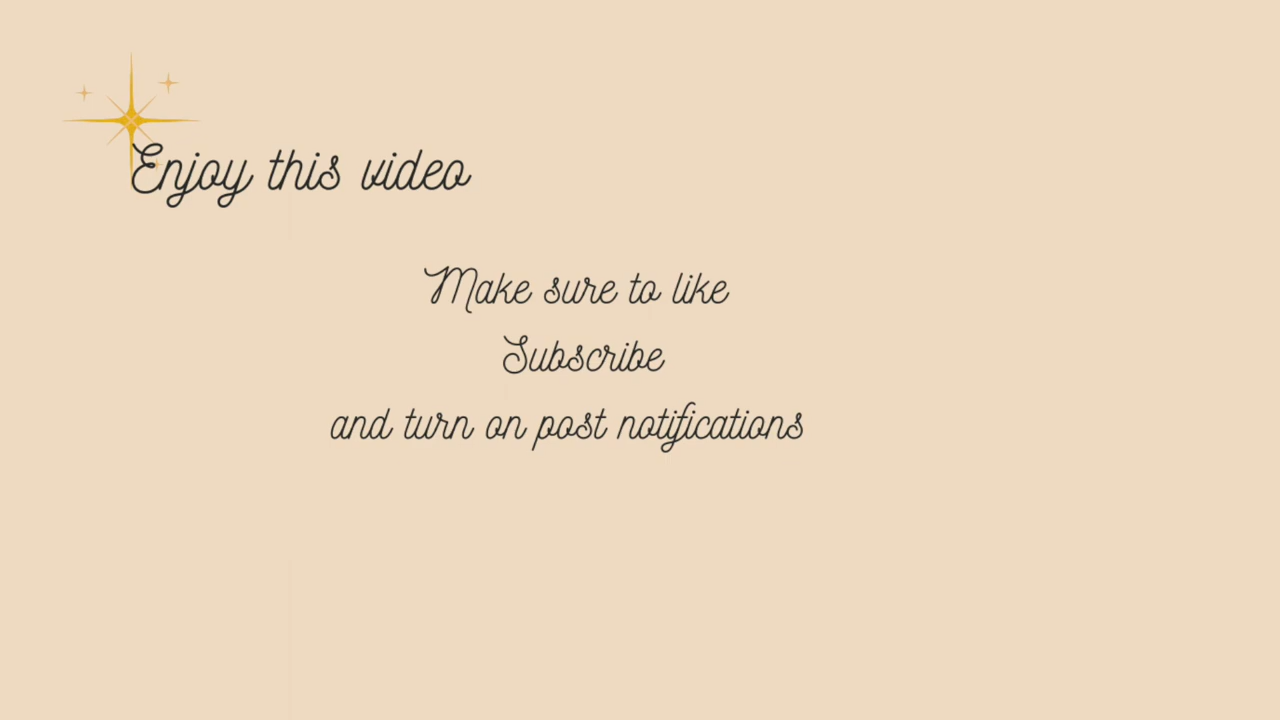 Enjoy this video
Make sure to like
Subscribe
and turn on post notifications